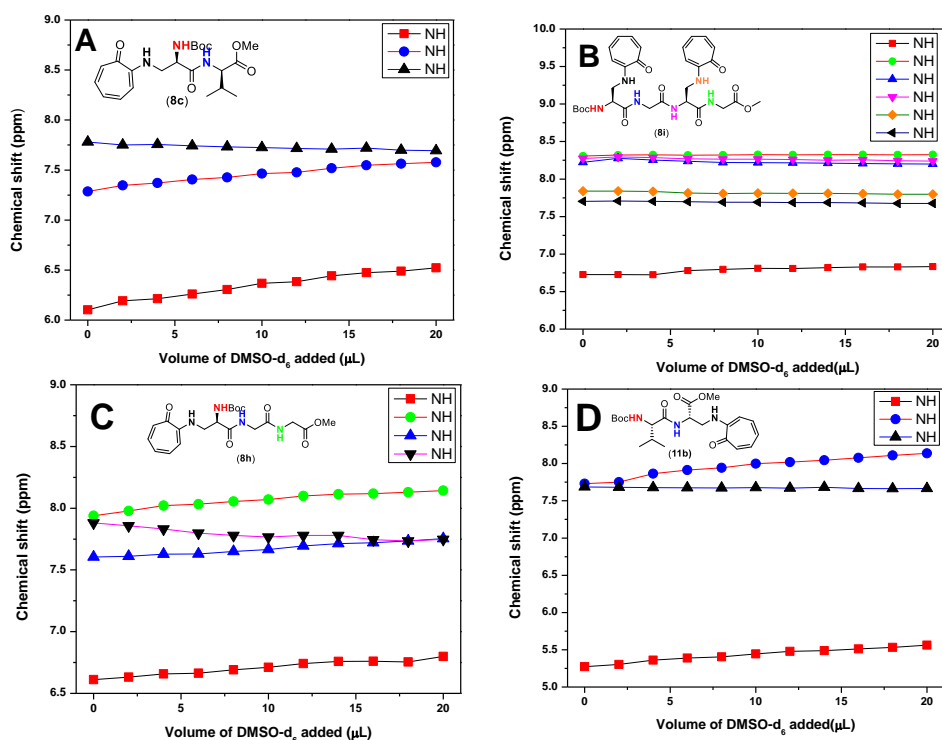 A
O
H
N
NHBoc
H
N
O
OMe
O
(8c)
NH
NH
NH
9.0
8.5
8.0
7.5
7.0
6.5
6.0
Chemical shift (ppm)
0 5 10 15 20
Volume of DMSO-d6 added (μL)
B
O
NH
O
NH
BocHN
O
H
N
O
N
H
O
H
N
O
O
(8i)
NH
NH
NH
NH
NH
NH
10.0
9.5
9.0
8.5
8.0
7.5
7.0
6.5
6.0
Chemical shift (ppm)
0 5 10 15 20
Volume of DMSO-d6 added(μL)
C
O
H
N
NHBoc
O
H
N
O
N
H
OMe
O
(8h)
NH
NH
NH
NH
9.0
8.5
8.0
7.5
7.0
6.5
Chemical shift (ppm)
0 5 10 15 20
Volume of DMSO-d6 added (μL)
D
OMe
O
BocHN
O
N
H
H
N
O
(11b)
NH
NH
NH
9.0
8.5
8.0
7.5
7.0
6.5
6.0
5.5
5.0
Chemical shift (ppm)
0 5 10 15 20
Volume of DMSO-d6 added(μL)